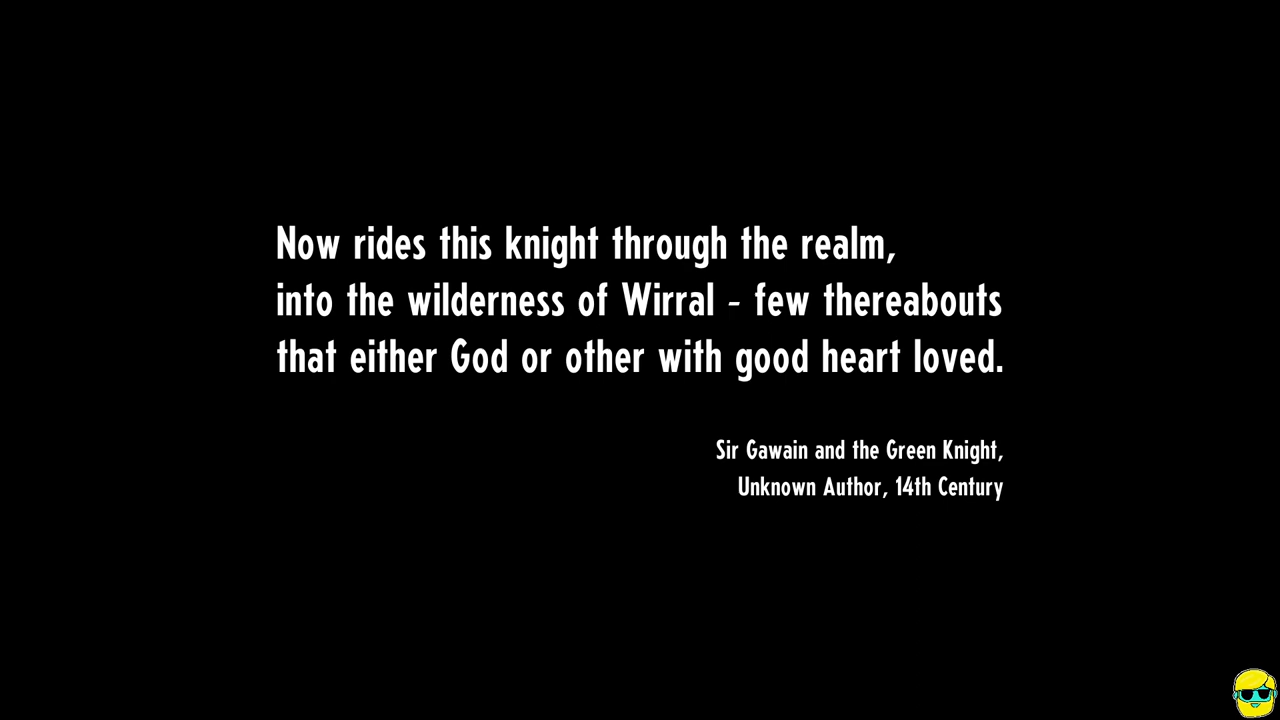 Now rides this knight through the realm,
into the wilderness of Wirral - few thereabouts
that either God or other with good heart loved.
Sir Gawain and the Green Knight,
Unknown Author, 14th Century